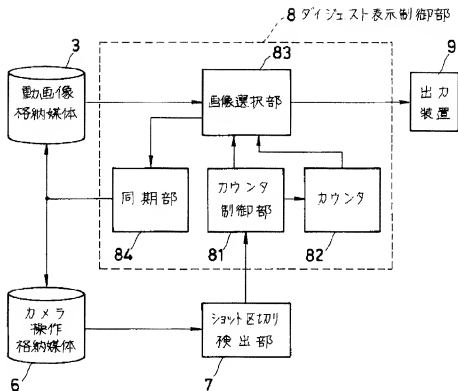 8 ダイジェスト表示制御部
3
83
9
動画像
格納媒体
画像選択部
出力
装置
同期部
カウンタ
制御部
カウンタ
84
81
82
カメラ
操作
格納媒体
ショット区切り
検出部
6
7